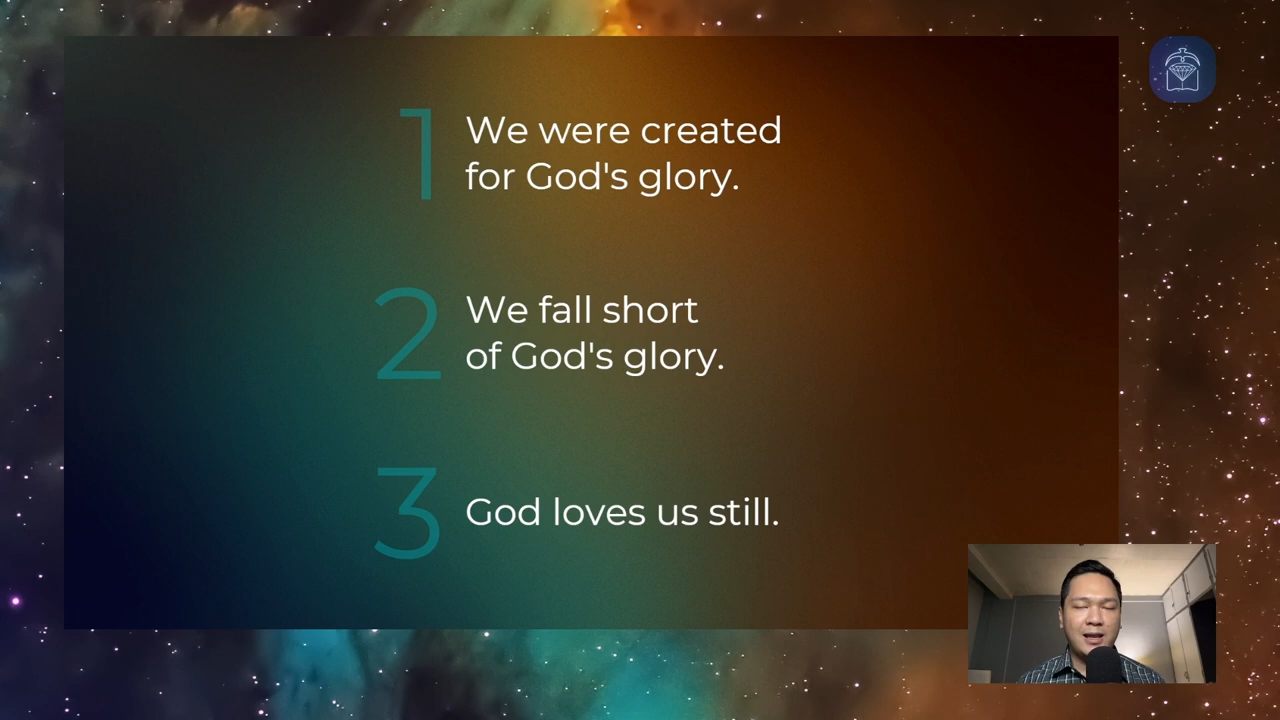 1
We were created
for God's glory.
2
We fall short
of God's glory.
3
God loves us still.